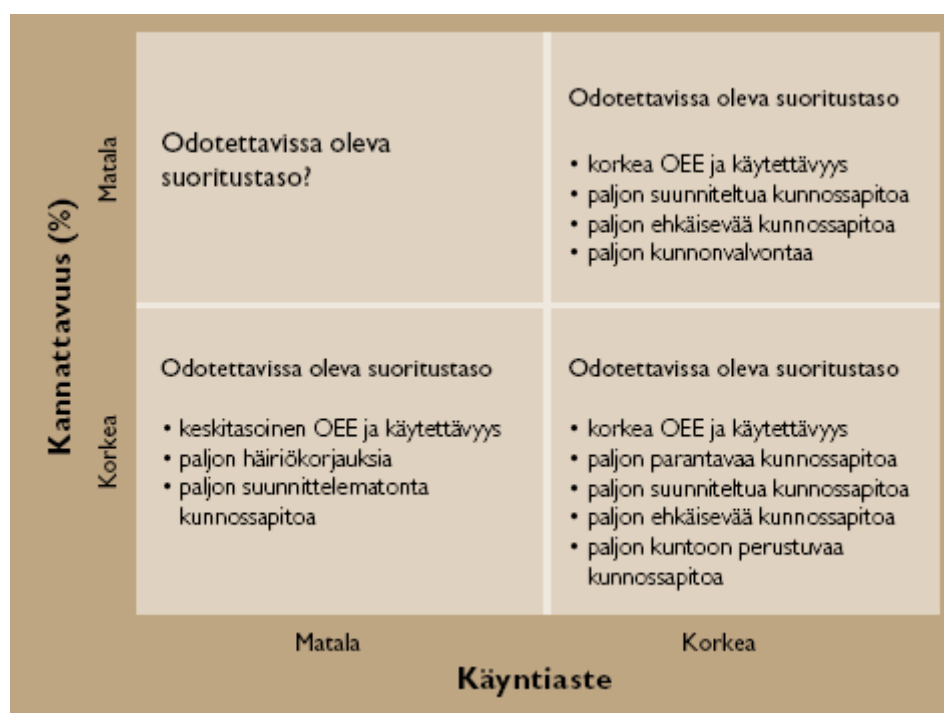 Kannattavuus (%)
Matala
Odotettavissa oleva
suoritustaso?
Odotettavissa oleva suoritustaso
• korkea OEE ja käytettävyys
• paljon suunniteltua kunnossapitoa
• paljon ehkäisevää kunnossapitoa
• paljon kunnonvalvontaa
Korkea
Odotettavissa oleva suoritustaso
• keskitasoinen OEE ja käytettävyys
• paljon häiriökorjauksia
• paljon suunnittelematonta
kunnossapitoa
Odotettavissa oleva suoritustaso
• korkea OEE ja käytettävyys
• paljon parantavaa kunnossapitoa
• paljon suunniteltua kunnossapitoa
• paljon ehkäisevää kunnossapitoa
• paljon kuntoon perustuvaa
kunnossapitoa
Matala
Korkea
Käyntiaste